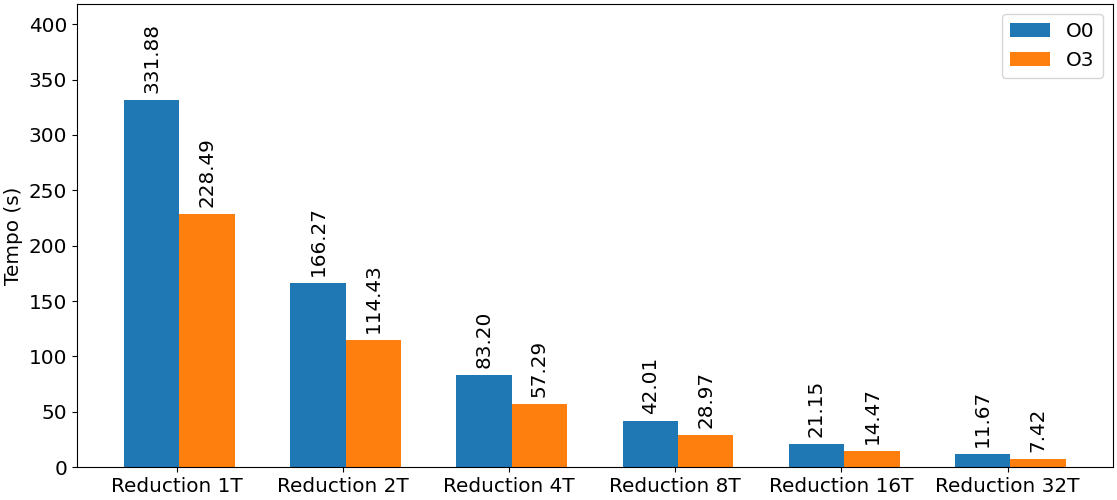 400
350
300
250
200
150
100
50
0
Tempo (s)
331.88
228.49
166.27
114.43
83.20
57.29
42.01
28.97
21.15
14.47
11.67
7.42
O0
O3
Reduction 1T
Reduction 2T
Reduction 4T
Reduction 8T
Reduction 16T
Reduction 32T